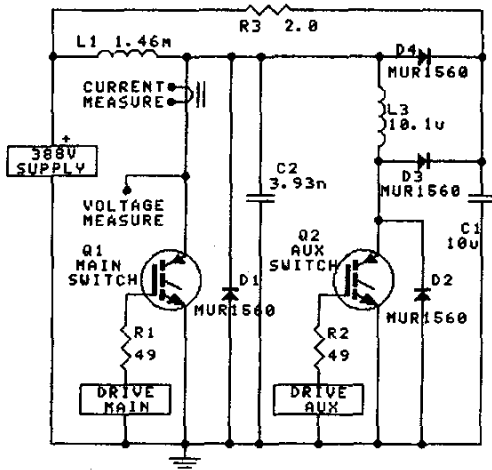 R3 2.0
L1 1.46m
D4
MUR1560
CURRENT
MEASURE
L3
10.1u
+
388V
SUPPLY
C2
3.93n
D3
MUR1560
VOLTAGE
MEASURE
C1
10u
Q1
MAIN
SWITCH
Q2
AUX
SWITCH
D1
MUR1560
D2
MUR1560
R1
49
R2
49
DRIVE
MAIN
DRIVE
AUX